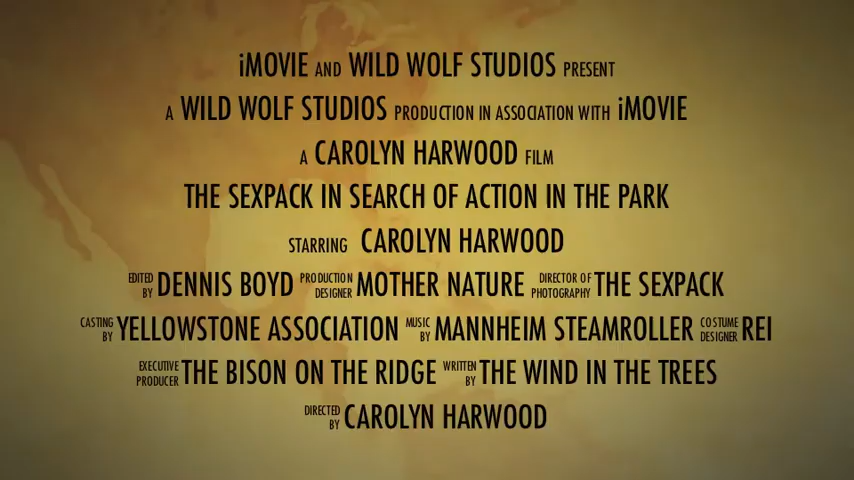 iMOVIE AND WILD WOLF STUDIOS PRESENT
A WILD WOLF STUDIOS PRODUCTION IN ASSOCIATION WITH iMOVIE
A CAROLYN HARWOOD FILM
THE SEXPACK IN SEARCH OF ACTION IN THE PARK
STARRING CAROLYN HARWOOD
EDITED BY DENNIS BOYD PRODUCTION DESIGNER MOTHER NATURE DIRECTOR OF PHOTOGRAPHY THE SEXPACK
CASTING BY YELLOWSTONE ASSOCIATION MUSIC BY MANNHEIM STEAMROLLER COSTUME DESIGNER REI
EXECUTIVE PRODUCER THE BISON ON THE RIDGE WRITTEN BY THE WIND IN THE TREES
DIRECTED BY CAROLYN HARWOOD